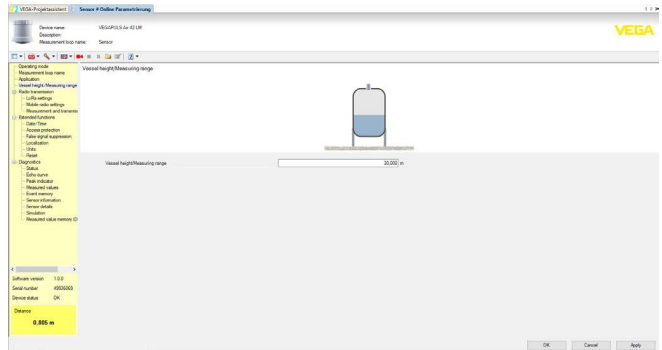 VEGA-Projektassistent
Sensor # Online Parametrierung
Device name: VEGAPULS Air 42 LW
Description:
Measurement loop name: Sensor
VEGA
Operating mode
Measurement loop name
Application
Vessel height/Measuring range
Radio transmission
LoRa settings
Mobile radio settings
Measurement and transmis
Extended functions
Date/Time
Access protection
False signal suppression
Localization
Units
Reset
Diagnostics
Status
Echo curve
Peak indicator
Measured values
Event memory
Sensor information
Sensor details
Simulation
Measured value memory (D
Vessel height/Measuring range
Vessel height/Measuring range 30,000 m
Software version 1.0.0
Serial number
Device status OK
Distance
0,805 m
OK Cancel Apply